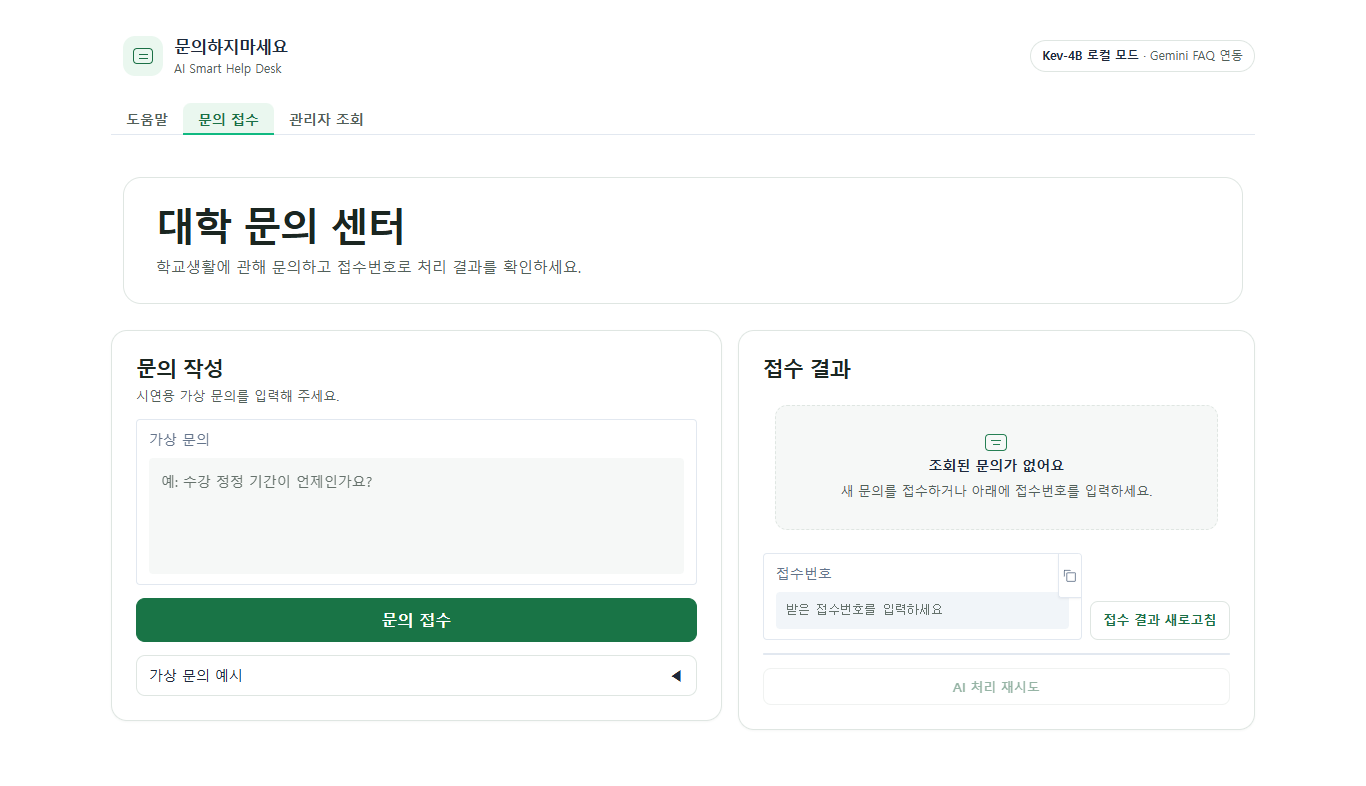 문의하지마세요
AI Smart Help Desk
Kev-4B 로컬 모드 · Gemini FAQ 연동
도움말
문의 접수
관리자 조회
대학 문의 센터
학교생활에 관해 문의하고 접수번호로 처리 결과를 확인하세요.
문의 작성
시연용 가상 문의를 입력해 주세요.
가상 문의
예: 수강 정정 기간이 언제인가요?
문의 접수
가상 문의 예시
접수 결과
조회된 문의가 없어요
새 문의를 접수하거나 아래에 접수번호를 입력하세요.
접수번호
받은 접수번호를 입력하세요
접수 결과 새로고침
AI 처리 재시도